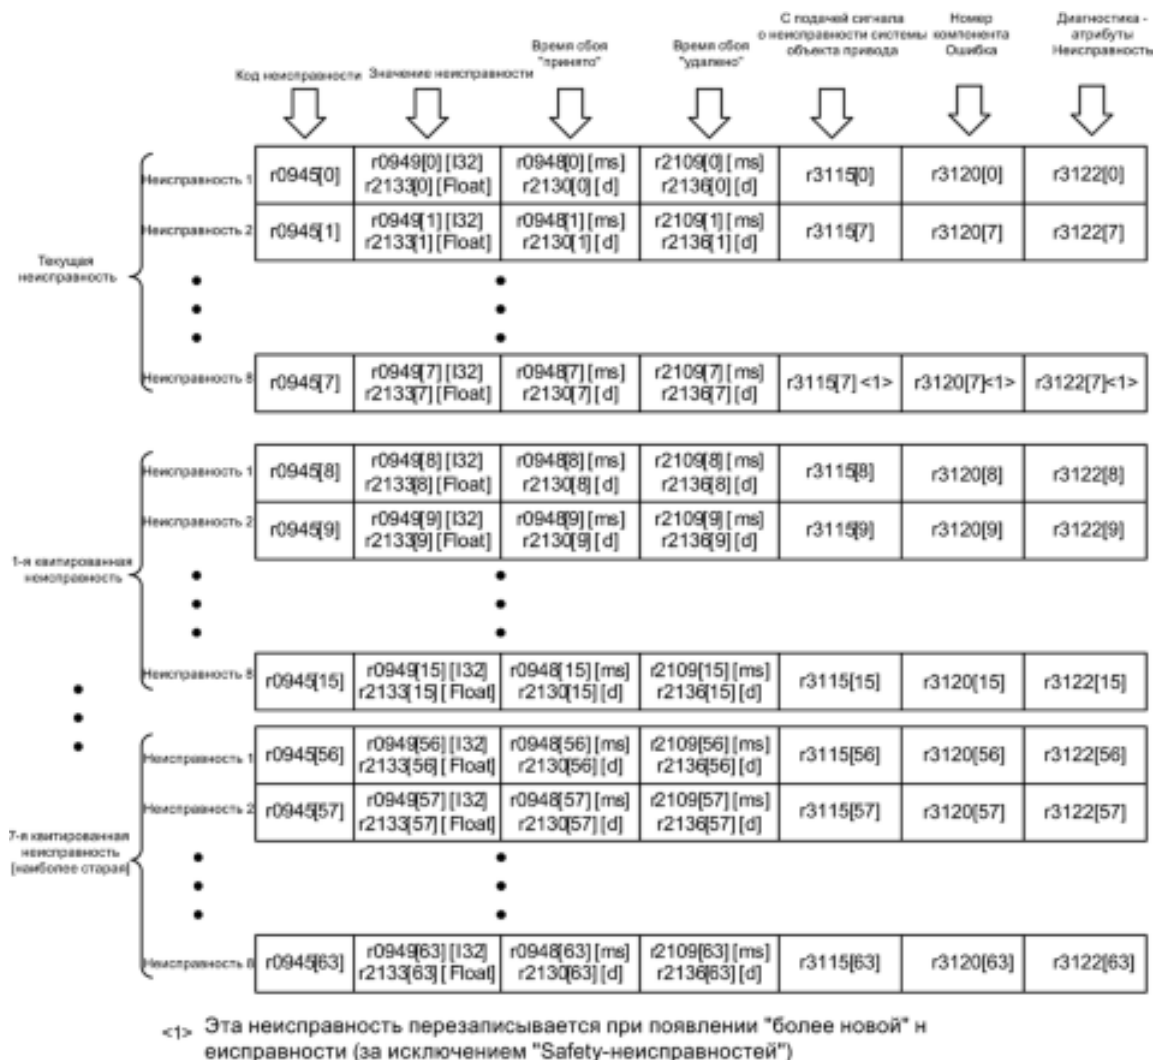 Код неисправности
Значение неисправности
Время сбоя
"принято"
Время сбоя
"удалено"
С подачей сигнала
о неисправности системы
объекта привода
Номер
компонента
Ошибка
Диагностика -
атрибуты
Неисправность
Текущая
неисправность
Неисправность 1
r0945[0]
r0949[0] [I32]
r2133[0] [Float]
r0948[0] [ms]
r2130[0] [d]
r2109[0] [ms]
r2136[0] [d]
r3115[0]
r3120[0]
r3122[0]
Неисправность 2
r0945[1]
r0949[1] [I32]
r2133[1] [Float]
r0948[1] [ms]
r2130[1] [d]
r2109[1] [ms]
r2136[1] [d]
r3115[7]
r3120[7]
r3122[7]
Неисправность 8
r0945[7]
r0949[7] [I32]
r2133[7] [Float]
r0948[7] [ms]
r2130[7] [d]
r2109[7] [ms]
r2136[7] [d]
r3115[7] <1>
r3120[7]<1>
r3122[7]<1>
1-я квитированная
неисправность
Неисправность 1
r0945[8]
r0949[8] [I32]
r2133[8] [Float]
r0948[8] [ms]
r2130[8] [d]
r2109[8] [ms]
r2136[8] [d]
r3115[8]
r3120[8]
r3122[8]
Неисправность 2
r0945[9]
r0949[9] [I32]
r2133[9] [Float]
r0948[9] [ms]
r2130[9] [d]
r2109[9] [ms]
r2136[9] [d]
r3115[9]
r3120[9]
r3122[9]
Неисправность 8
r0945[15]
r0949[15] [I32]
r2133[15] [Float]
r0948[15] [ms]
r2130[15] [d]
r2109[15] [ms]
r2136[15] [d]
r3115[15]
r3120[15]
r3122[15]
7-я квитированная
неисправность
[наиболее старая]
Неисправность 1
r0945[56]
r0949[56] [I32]
r2133[56] [Float]
r0948[56] [ms]
r2130[56] [d]
r2109[56] [ms]
r2136[56] [d]
r3115[56]
r3120[56]
r3122[56]
Неисправность 2
r0945[57]
r0949[57] [I32]
r2133[57] [Float]
r0948[57] [ms]
r2130[57] [d]
r2109[57] [ms]
r2136[57] [d]
r3115[57]
r3120[57]
r3122[57]
Неисправность 8
r0945[63]
r0949[63] [I32]
r2133[63] [Float]
r0948[63] [ms]
r2130[63] [d]
r2109[63] [ms]
r2136[63] [d]
r3115[63]
r3120[63]
r3122[63]
<1> Эта неисправность перезаписывается при появлении "более новой" н
еисправности (за исключением "Safety-неисправностей")